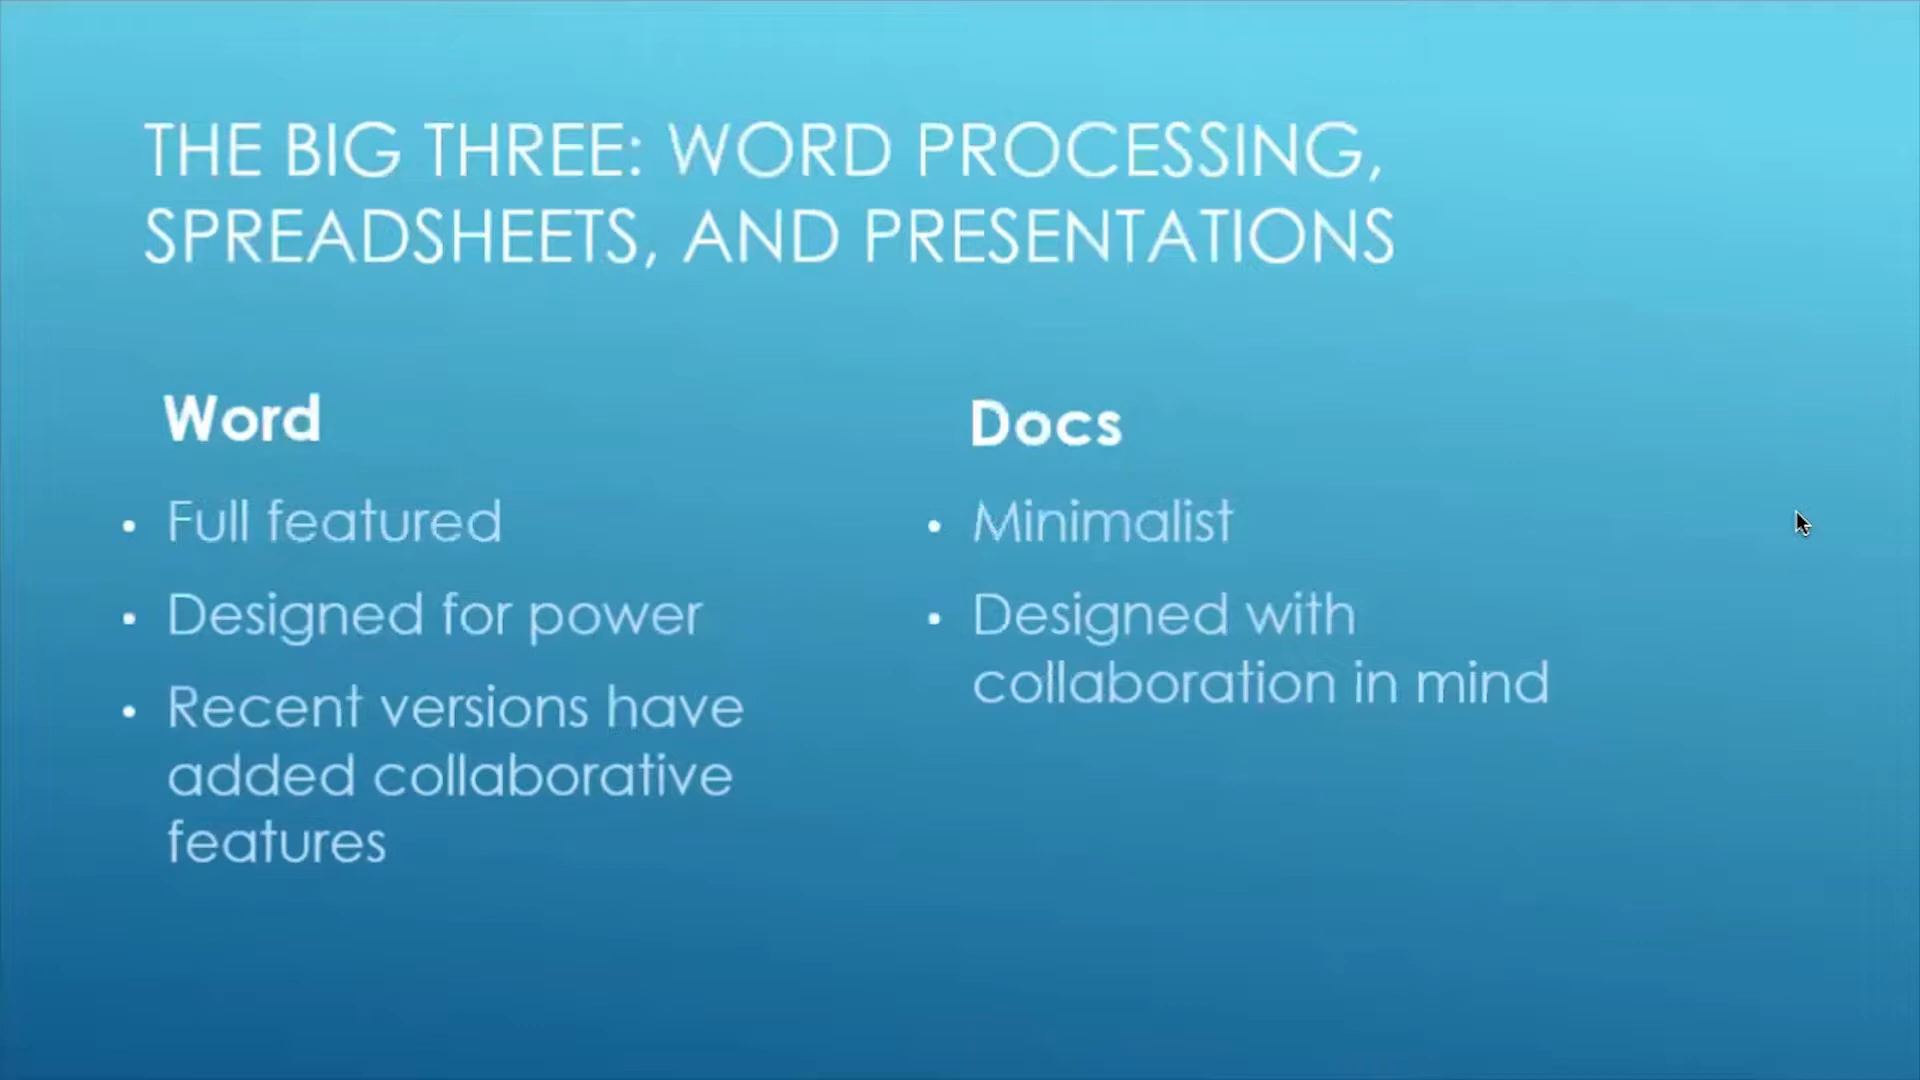 THE BIG THREE: WORD PROCESSING,
SPREADSHEETS, AND PRESENTATIONS
Word
• Full featured
• Designed for power
• Recent versions have
added collaborative
features
Docs
• Minimalist
• Designed with
collaboration in mind